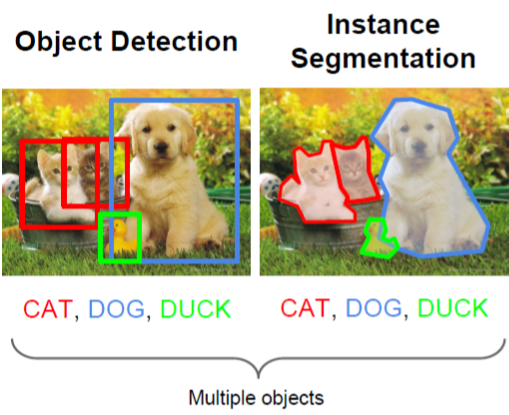 Object Detection
Instance
Segmentation
CAT, DOG, DUCK
CAT, DOG, DUCK
Multiple objects